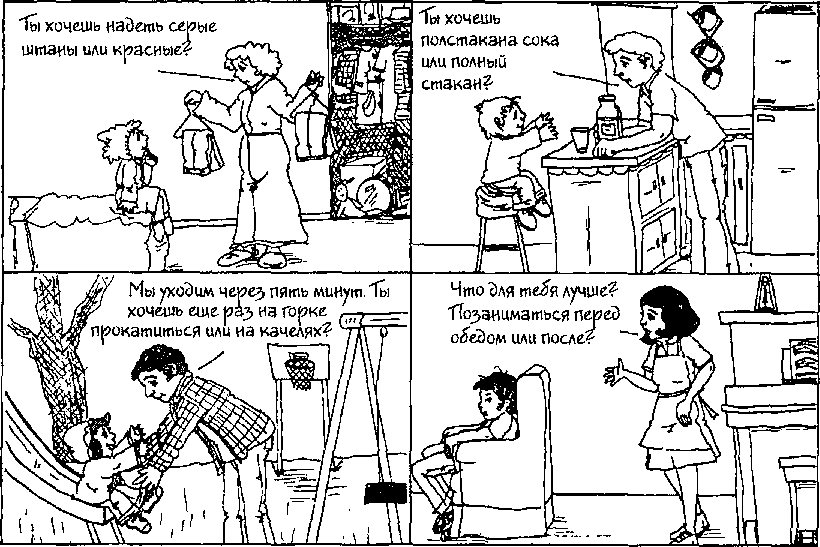 Ты хочешь надеть серые
штаны или красные?
Ты хочешь
полстакана сока
или полный
стакан?
Мы уходим через пять минут. Ты
хочешь еще раз на горке
прокатиться или на качелях?
Что для тебя лучше?
Позаниматься перед
обедом или после?